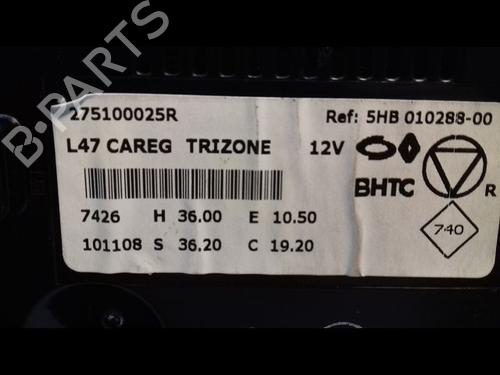 B-PARTS
275100025R Ref: 5HB 010288-00
L47 CAREG TRIZONE 12V
BHTC R
7426 H 36.00 E 10.50
101108 S 36.20 C 19.20
740